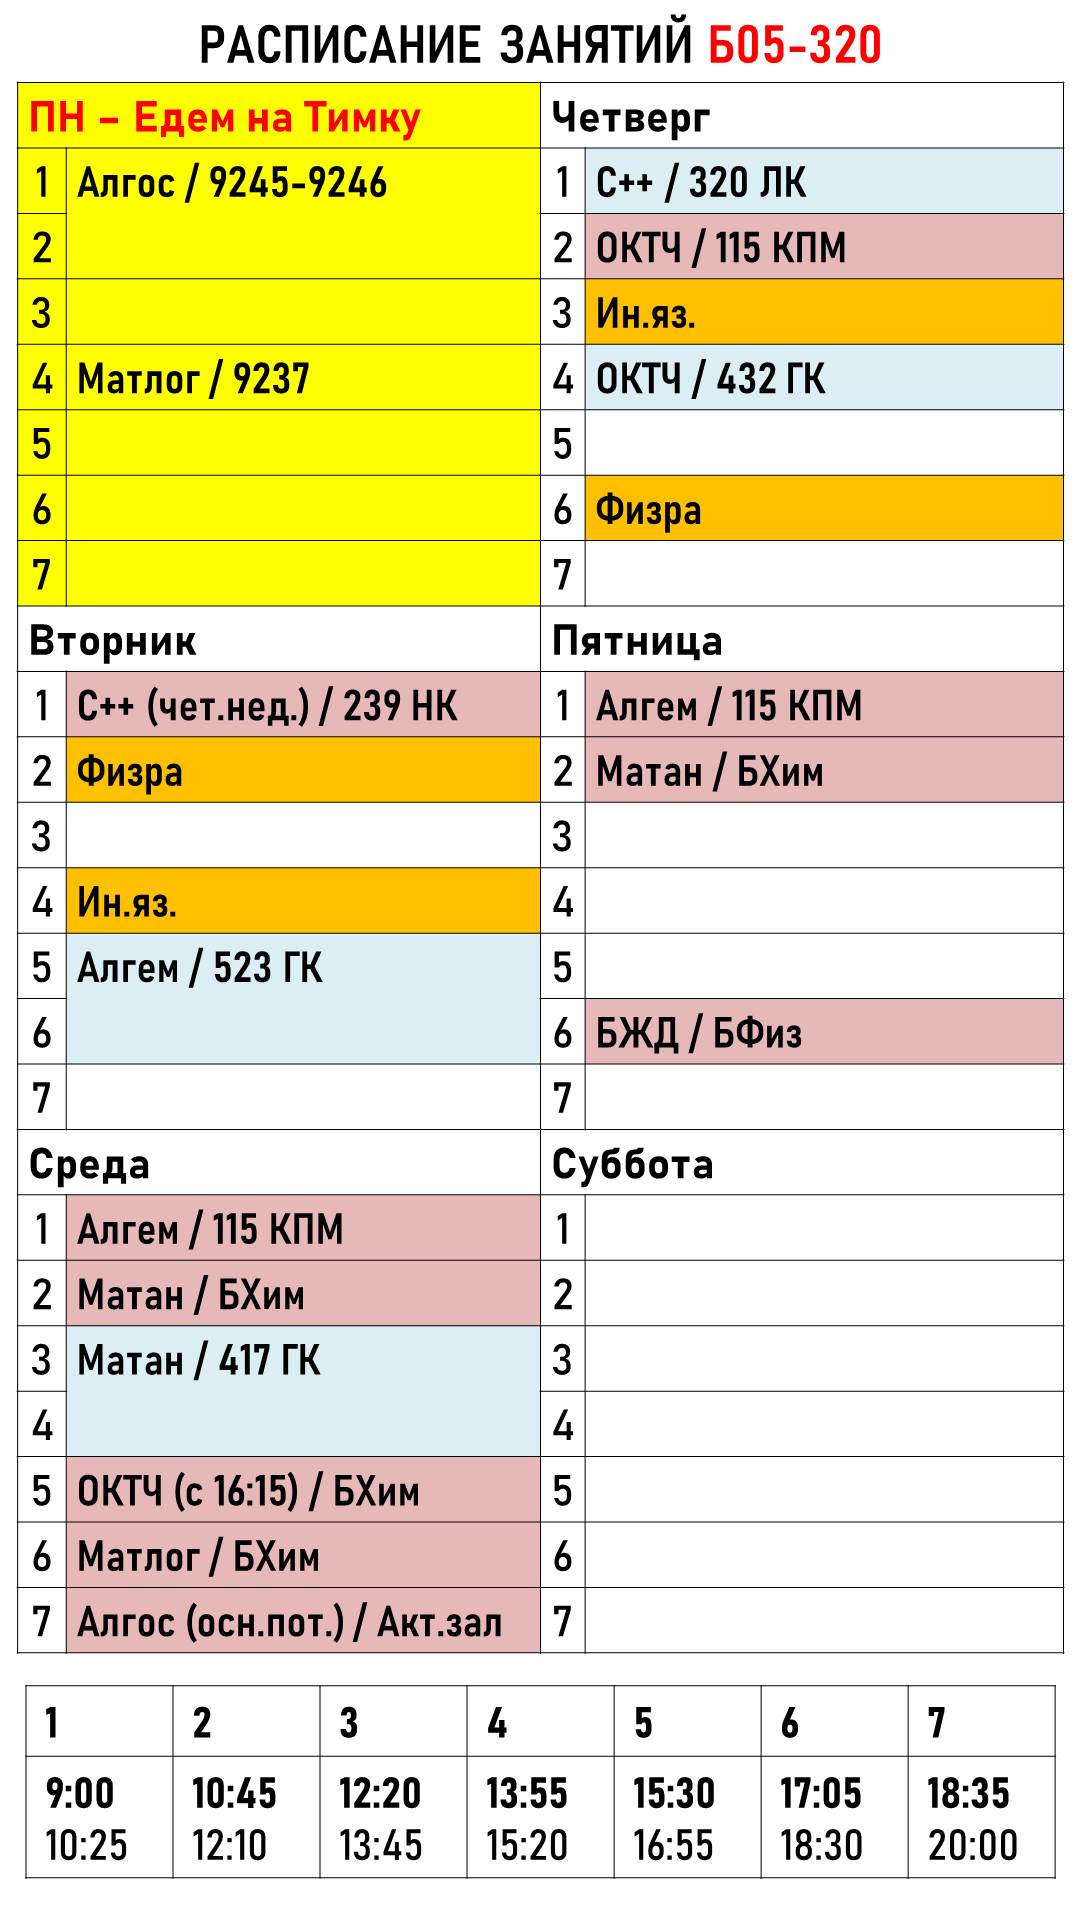 РАСПИСАНИЕ ЗАНЯТИЙ Б05-320
ПН – Едем на Тимку
1 Алгос / 9245-9246
2
3
4 Матлог / 9237
5
6
7
Вторник
1 С++ (чет.нед.) / 239 НК
2 Физра
3
4 Ин.яз.
5 Алгем / 523 ГК
6
7
Среда
1 Алгем / 115 КПМ
2 Матан / БХим
3 Матан / 417 ГК
4
5 ОКТЧ (с 16:15) / БХим
6 Матлог / БХим
7 Алгос (осн.пот.) / Акт.зал
Четверг
1 С++ / 320 ЛК
2 ОКТЧ / 115 КПМ
3 Ин.яз.
4 ОКТЧ / 432 ГК
5
6 Физра
7
Пятница
1 Алгем / 115 КПМ
2 Матан / БХим
3
4
5
6 БЖД / БФиз
7
Суббота
1
2
3
4
5
6
7
1 2 3 4 5 6 7
9:00 10:45 12:20 13:55 15:30 17:05 18:35
10:25 12:10 13:45 15:20 16:55 18:30 20:00